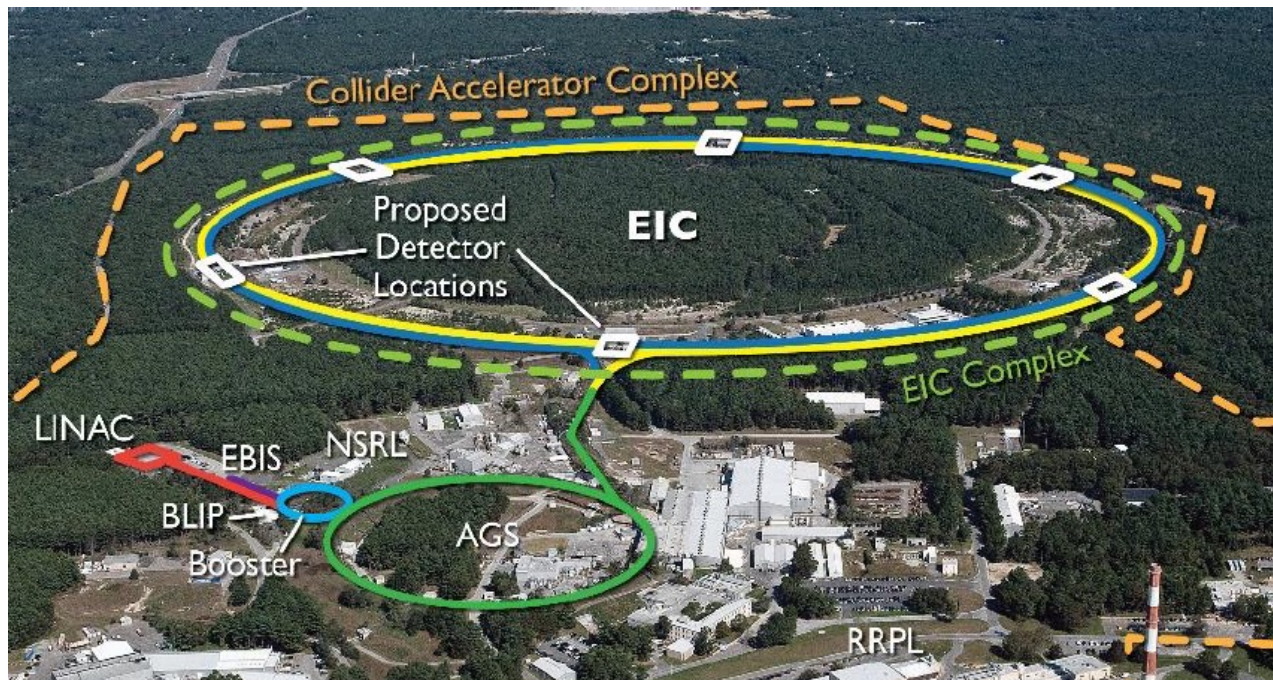 Collider Accelerator Complex
Proposed
Detector
Locations
EIC
EIC Complex
LINAC
EBIS
NSRL
BLIP
Booster
AGS
RRPL